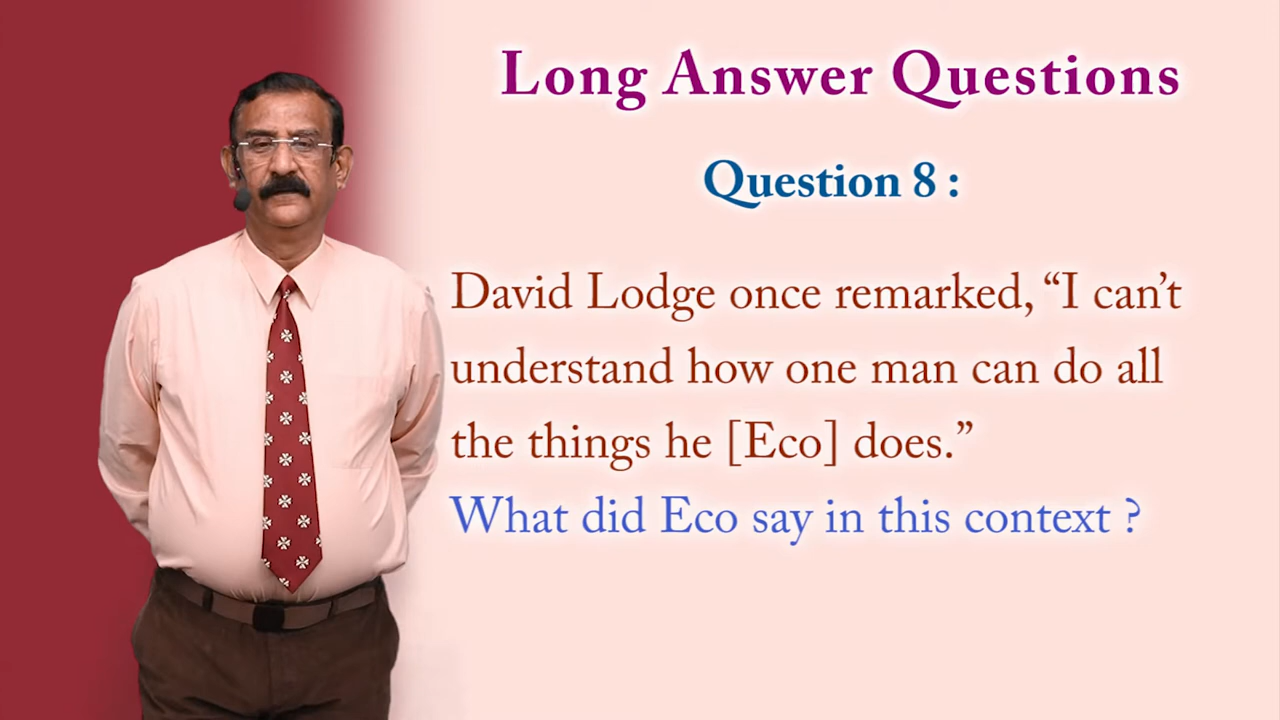 Long Answer Questions
Question 8 :
David Lodge once remarked, “I can’t
understand how one man can do all
the things he [Eco] does.”
What did Eco say in this context ?